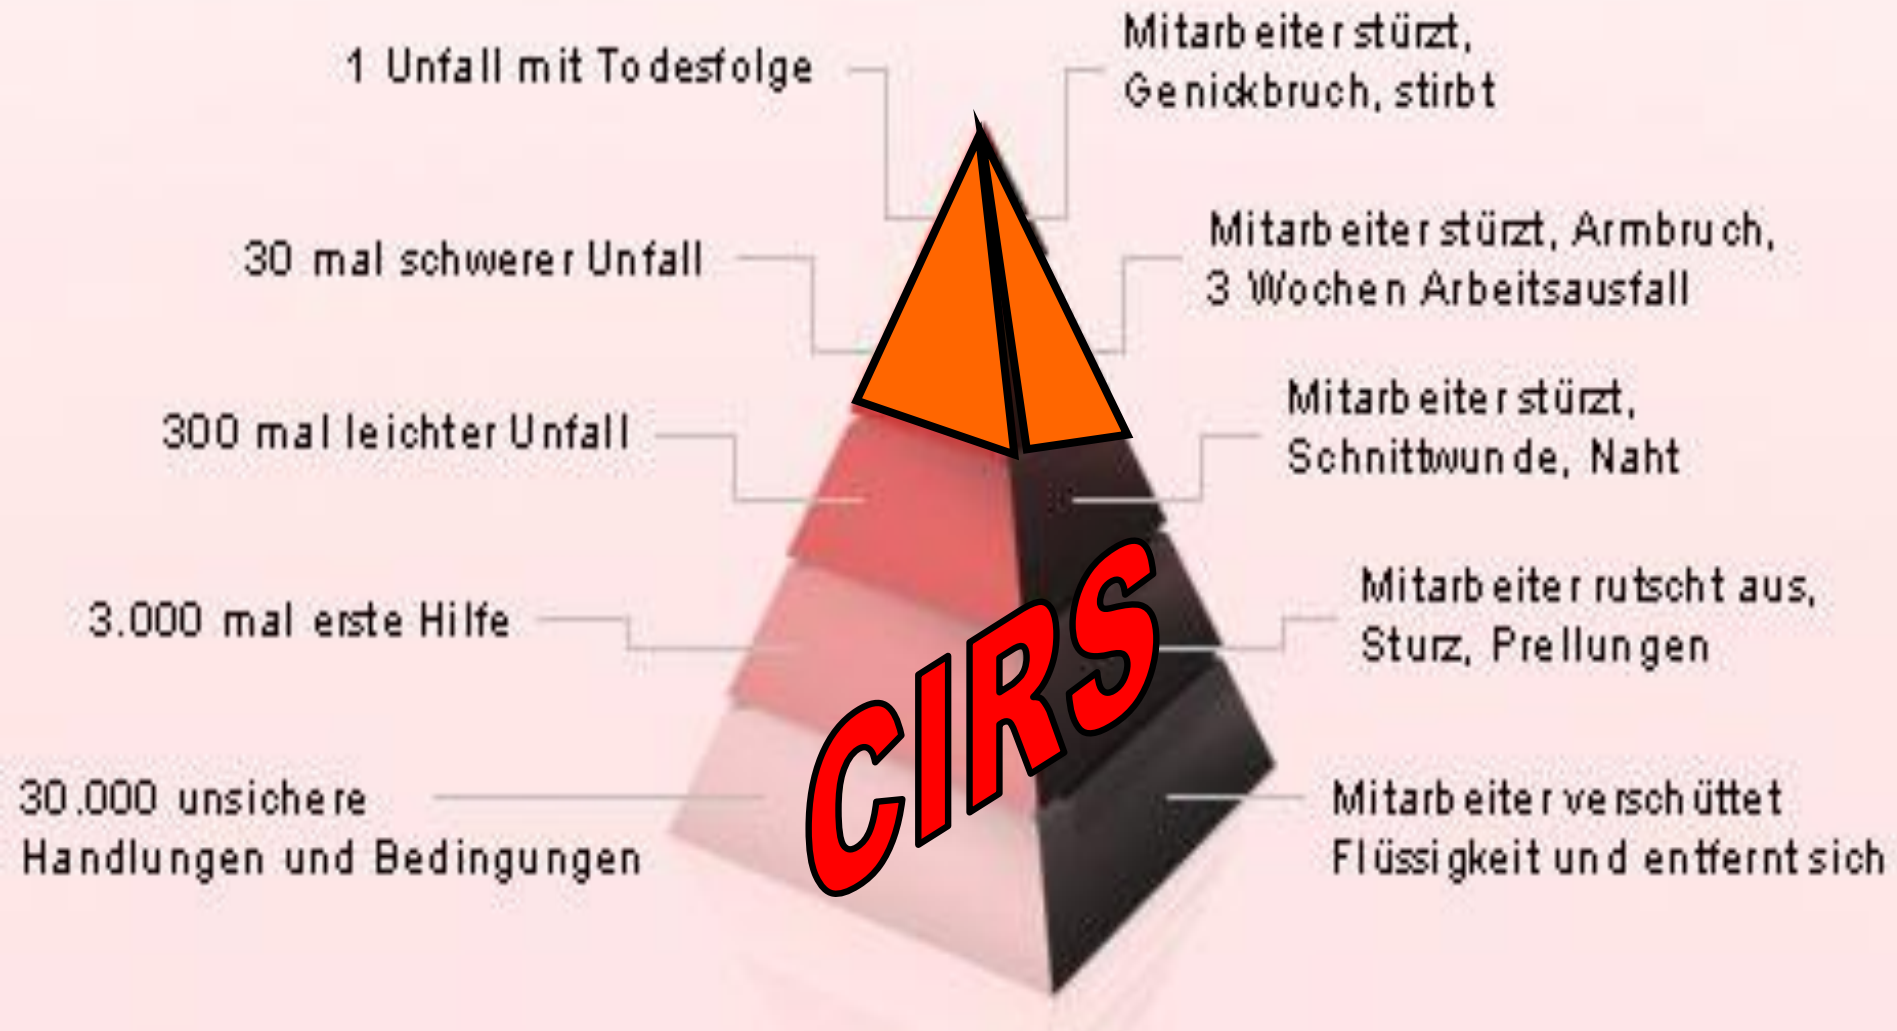 1 Unfall mit Todesfolge
Mitarbeiter stürzt,
Genickbruch, stirbt
30 mal schwerer Unfall
Mitarbeiter stürzt, Armbruch,
3 Wochen Arbeitsausfall
300 mal leichter Unfall
Mitarbeiter stürzt,
Schnittwunde, Naht
3.000 mal erste Hilfe
Mitarbeiter rutscht aus,
Sturz, Prellungen
30.000 unsichere
Handlungen und Bedingungen
Mitarbeiter verschüttet
Flüssigkeit und entfernt sich
CIRS